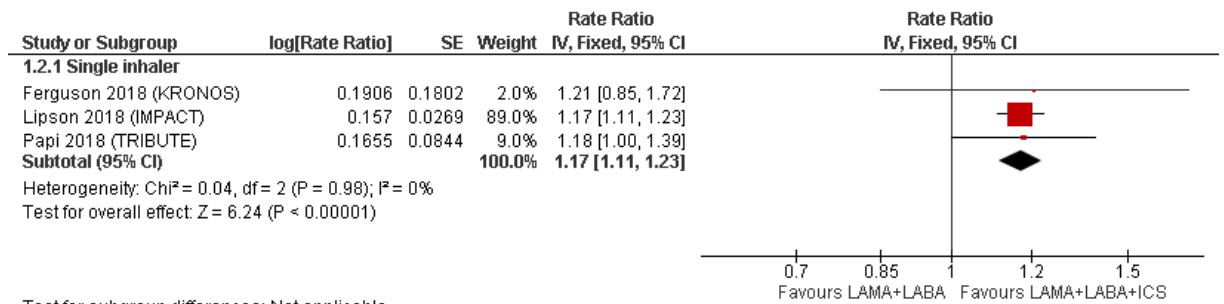 Rate Ratio Rate Ratio
Study or Subgroup log[Rate Ratio] SE Weight IV, Fixed, 95% CI IV, Fixed, 95% CI
1.2.1 Single inhaler
Ferguson 2018 (KRONOS) 0.1906 0.1802 2.0% 1.21 [0.85, 1.72]
Lipson 2018 (IMPACT) 0.157 0.0269 89.0% 1.17 [1.11, 1.23]
Papi 2018 (TRIBUTE) 0.1655 0.0844 9.0% 1.18 [1.00, 1.39]
Subtotal (95% CI) 100.0% 1.17 [1.11, 1.23]
Heterogeneity: Chi² = 0.04, df = 2 (P = 0.98); I² = 0%
Test for overall effect: Z = 6.24 (P < 0.00001)
0.7 0.85 1 1.2 1.5
Favours LAMA+LABA Favours LAMA+LABA+ICS
Test for subgroup differences: Not applicable